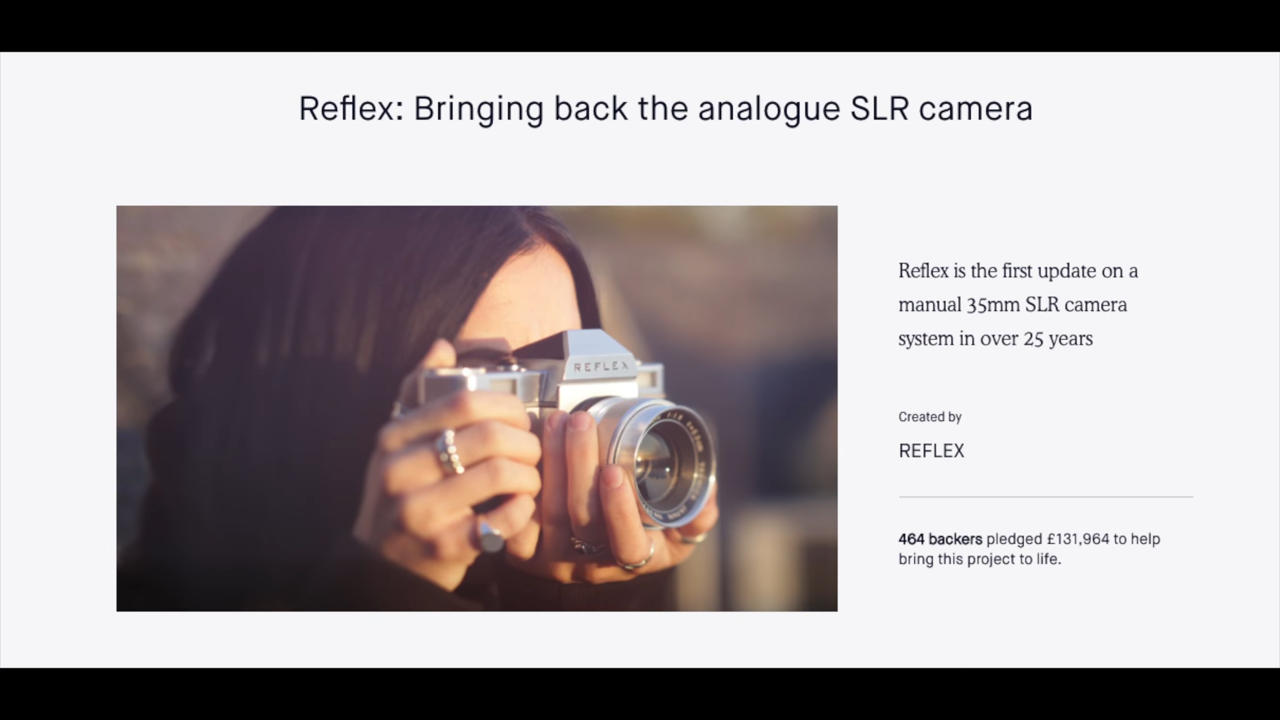 Reflex: Bringing back the analogue SLR camera
REFLEX
Reflex is the first update on a
manual 35mm SLR camera
system in over 25 years
Created by
REFLEX
464 backers pledged £131,964 to help
bring this project to life.